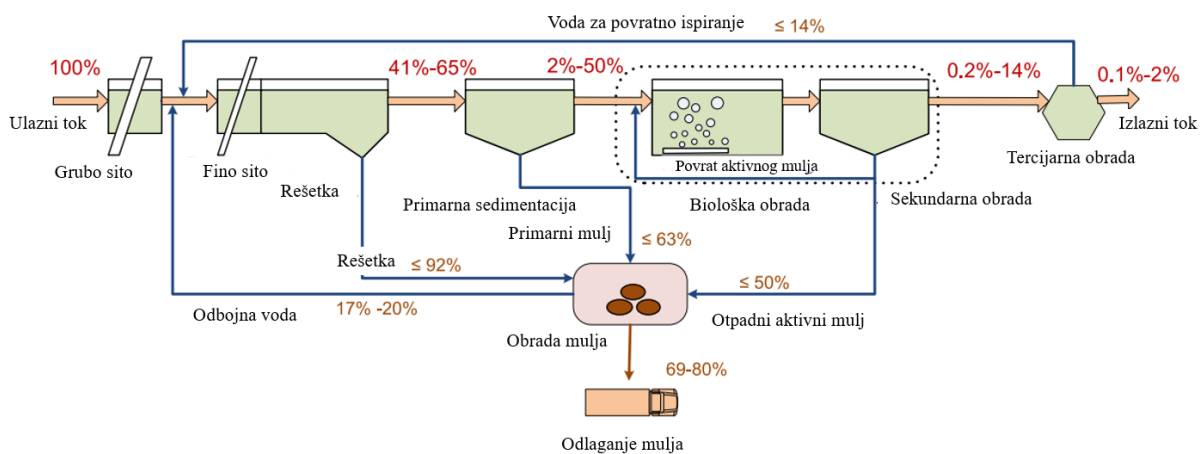 Voda za povratno ispiranje
≤ 14%
100%
41%-65%
2%-50%
0.2%-14%
0.1%-2%
Ulazni tok
Izlazni tok
Grubo sito
Fino sito
Povrat aktivnog mulja
Tercijarna obrada
Rešetka
Primarna sedimentacija
Biološka obrada
Sekundarna obrada
Primarni mulj
≤ 63%
Rešetka
≤ 92%
≤ 50%
Odbojna voda
17% -20%
Otpadni aktivni mulj
Obrada mulja
69-80%
Odlaganje mulja